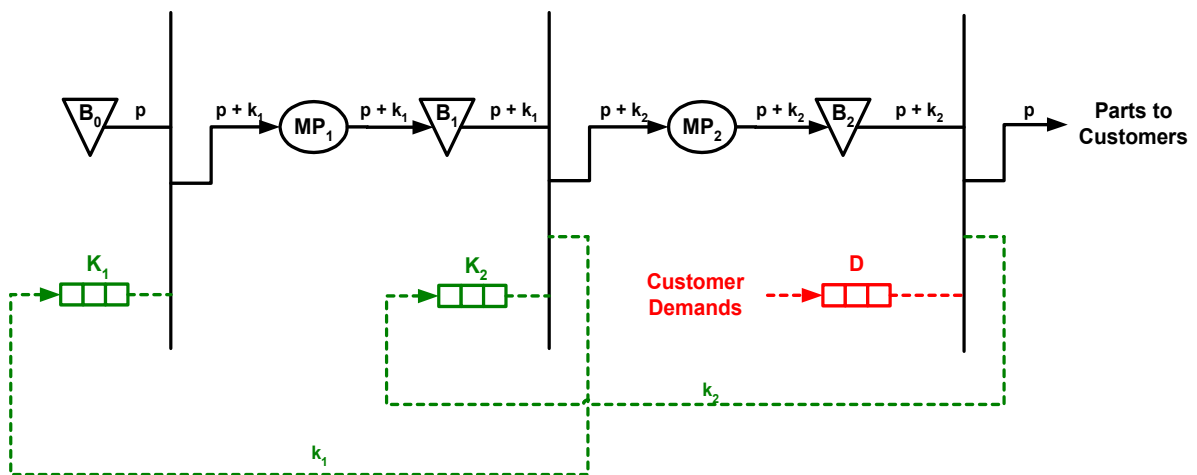 B₀
p
p + k₁
MP₁
p + k₁
B₁
p + k₁
p + k₂
MP₂
p + k₂
B₂
p + k₂
p
Parts to
Customers
K₁
K₂
Customer
Demands
D
k₂
k₁